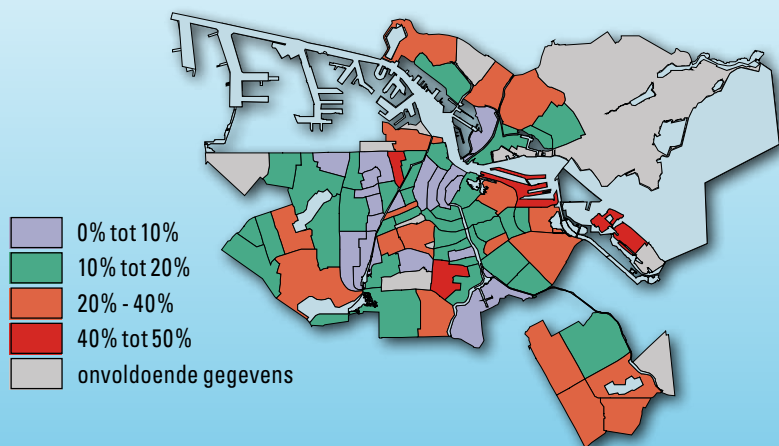 0% tot 10%
10% tot 20%
20% - 40%
40% tot 50%
onvoldoende gegevens